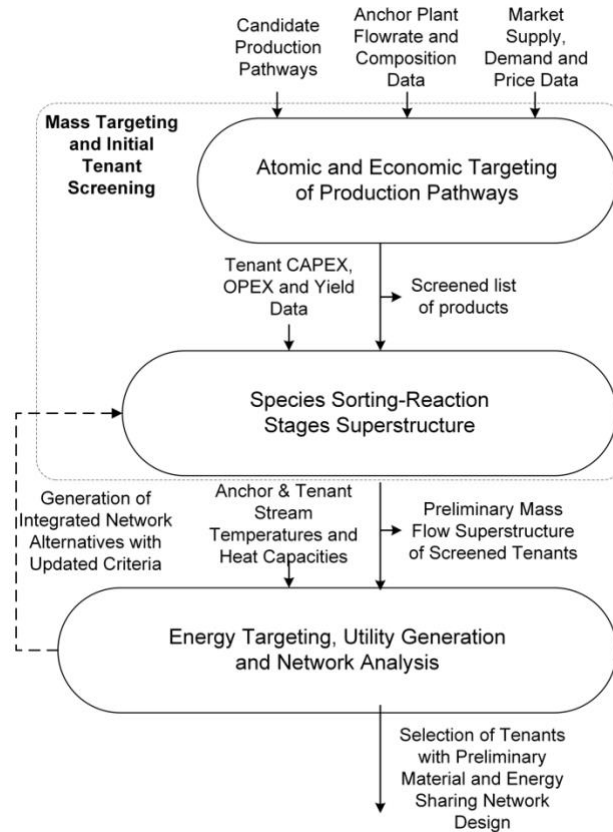 Candidate
Production
Pathways
Anchor Plant
Flowrate and
Composition
Data
Market
Supply,
Demand and
Price Data
Mass Targeting
and Initial
Tenant
Screening
Atomic and Economic Targeting
of Production Pathways
Tenant CAPEX,
OPEX and Yield
Data
Screened list
of products
Species Sorting-Reaction
Stages Superstructure
Generation of
Integrated Network
Alternatives with
Updated Criteria
Anchor & Tenant
Stream
Temperatures and
Heat Capacities
Preliminary Mass
Flow Superstructure
of Screened Tenants
Energy Targeting, Utility Generation
and Network Analysis
Selection of Tenants
with Preliminary
Material and Energy
Sharing Network
Design